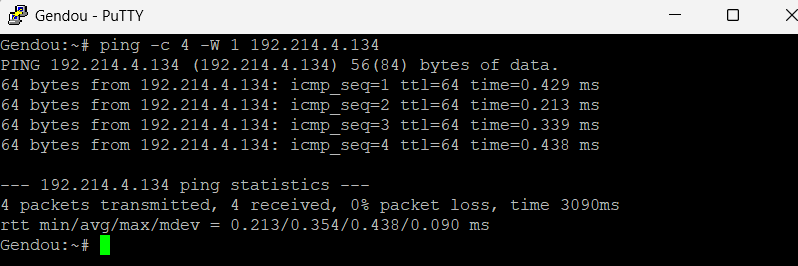 Gendou - PuTTY
Gendou:~# ping -c 4 -W 1 192.214.4.134
PING 192.214.4.134 (192.214.4.134) 56(84) bytes of data.
64 bytes from 192.214.4.134: icmp_seq=1 ttl=64 time=0.429 ms
64 bytes from 192.214.4.134: icmp_seq=2 ttl=64 time=0.213 ms
64 bytes from 192.214.4.134: icmp_seq=3 ttl=64 time=0.339 ms
64 bytes from 192.214.4.134: icmp_seq=4 ttl=64 time=0.438 ms
--- 192.214.4.134 ping statistics ---
4 packets transmitted, 4 received, 0% packet loss, time 3090ms
rtt min/avg/max/mdev = 0.213/0.354/0.438/0.090 ms
Gendou:~#